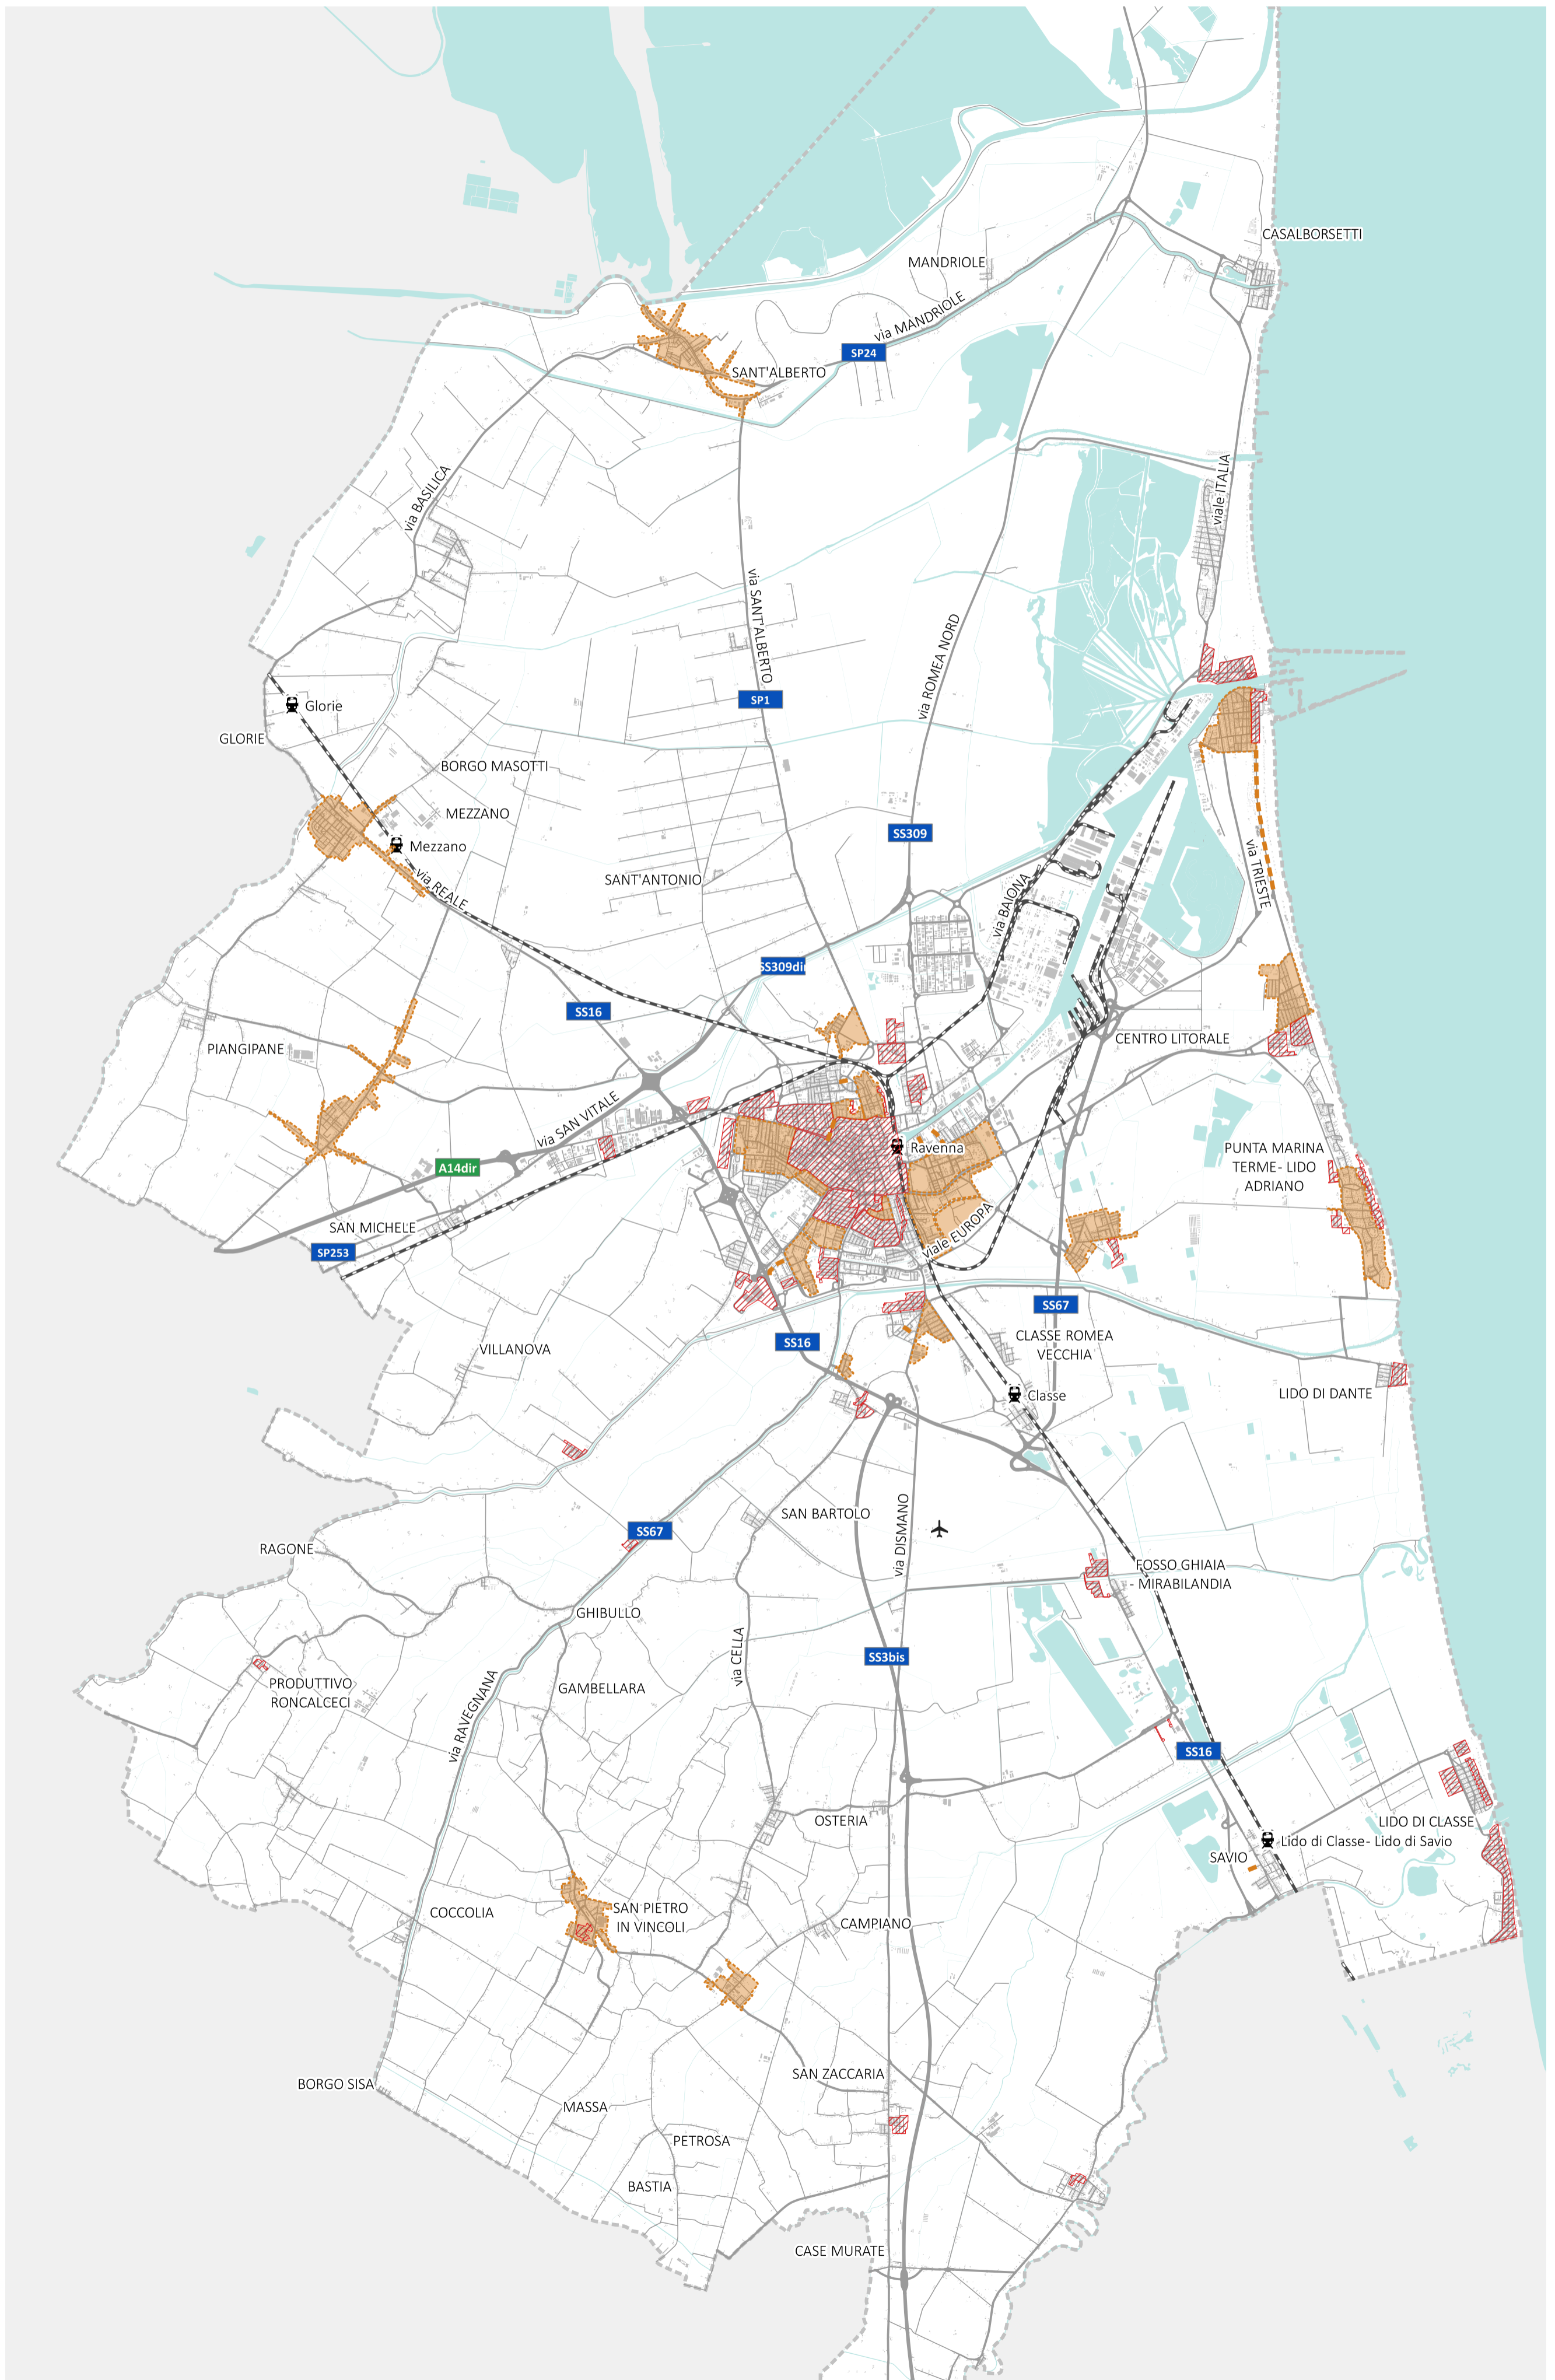 CASALBORSETTI
MANDRIOLE
via MANDRIOLE
SP24
SANT'ALBERTO
via BASILICA
viale ITALIA
via SANT'ALBERTO
via ROMEA NORD
SP1
Glorie
GLORIE
BORGO MASOTTI
MEZZANO
SS309
Mezzano
via REALE
SANT'ANTONIO
via TRIESTE
via BAIONA
SS309di
SS16
CENTRO LITORALE
PIANGIPANE
via SAN VITALE
Ravenna
PUNTA MARINA
TERME- LIDO
ADRIANO
A14dir
SAN MICHELE
viale EUROPA
SP253
SS67
CLASSE ROMEA
VECCHIA
SS16
VILLANOVA
Classe
LIDO DI DANTE
SAN BARTOLO
via DISMANO
SS67
RAGONE
FOSSO GHIAIA
- MIRABILANDIA
GHIBULLO
via CELLA
SS3bis
PRODUTTIVO
RONCALCECI
GAMBELLARA
via RAVEGNANA
SS16
OSTERIA
LIDO DI CLASSE
Lido di Classe- Lido di Savio
SAVIO
SAN PIETRO
IN VINCOLI
COCCOLIA
CAMPIANO
SAN ZACCARIA
BORGO SISA
MASSA
PETROSA
BASTIA
CASE MURATE